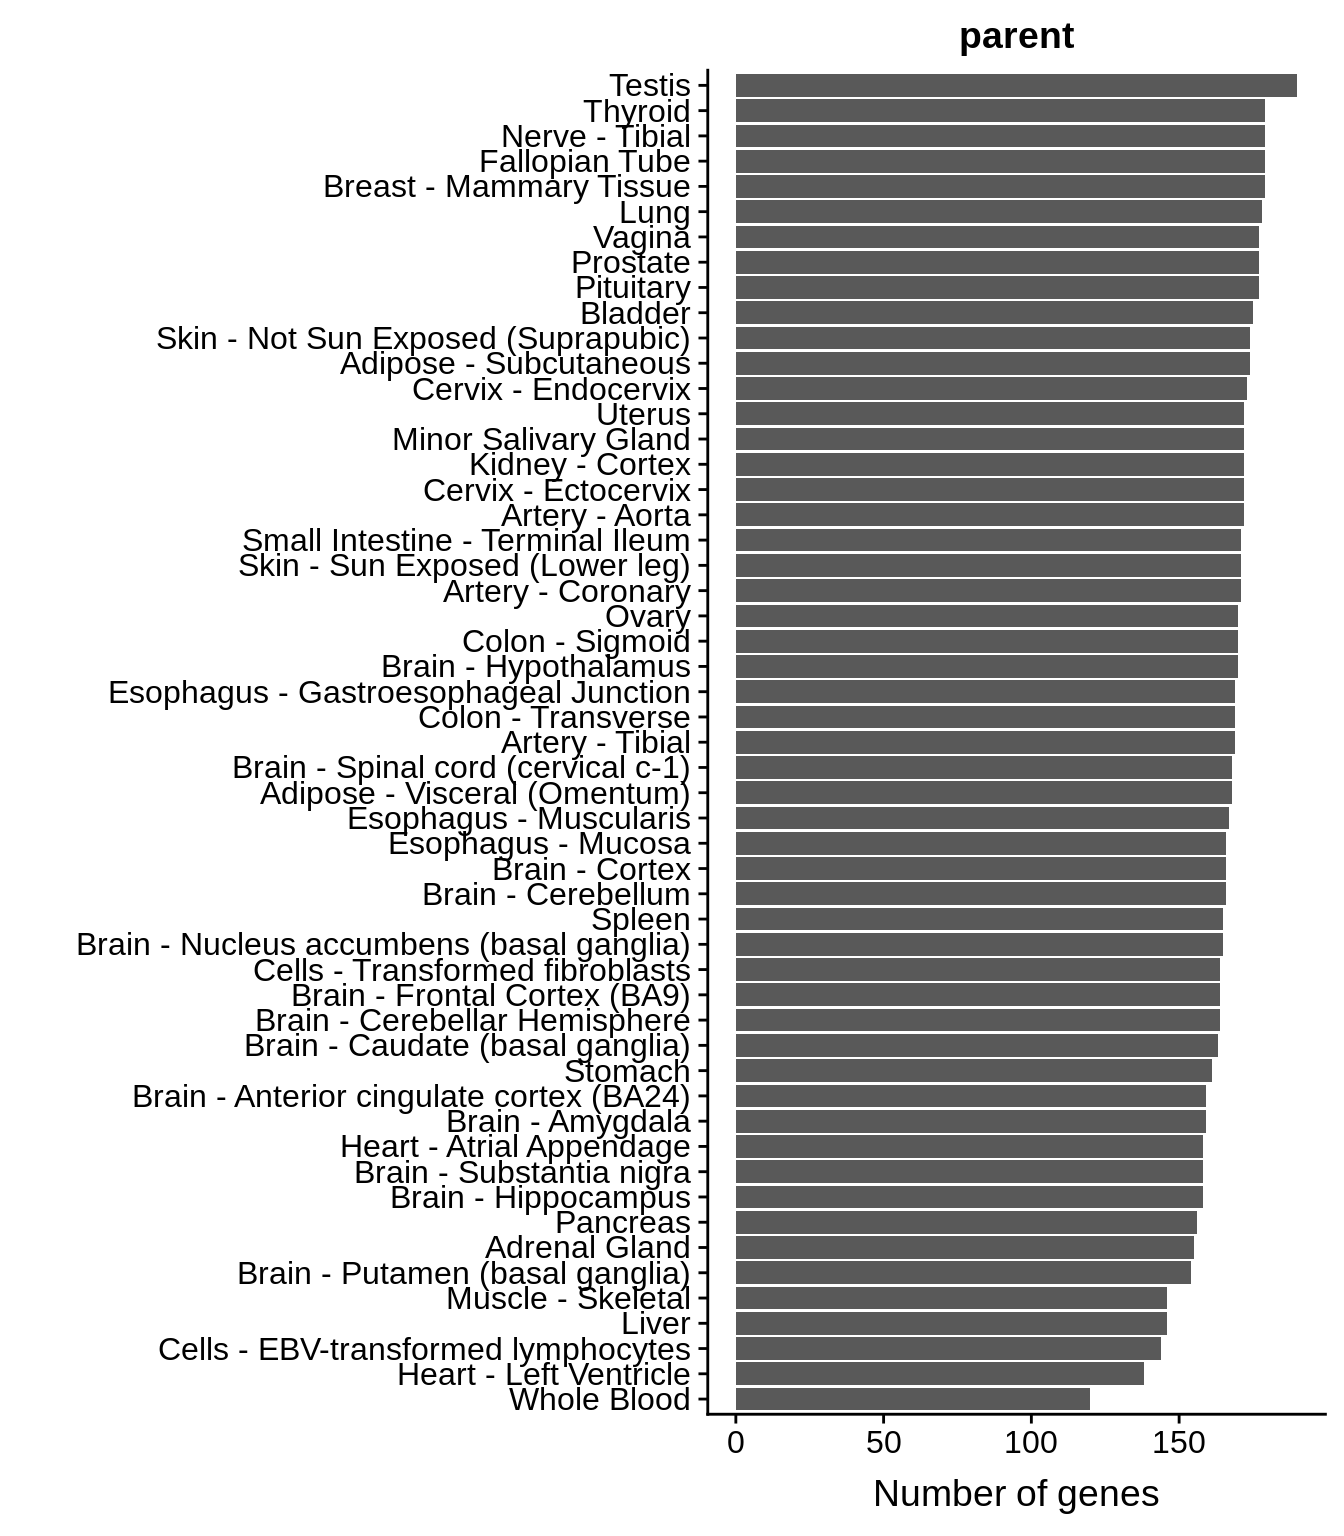 parent
Testis
Thyroid
Nerve - Tibial
Fallopian Tube
Breast - Mammary Tissue
Lung
Vagina
Prostate
Pituitary
Bladder
Skin - Not Sun Exposed (Suprapubic)
Adipose - Subcutaneous
Cervix - Endocervix
Uterus
Minor Salivary Gland
Kidney - Cortex
Cervix - Ectocervix
Artery - Aorta
Small Intestine - Terminal Ileum
Skin - Sun Exposed (Lower leg)
Artery - Coronary
Ovary
Colon - Sigmoid
Brain - Hypothalamus
Esophagus - Gastroesophageal Junction
Colon - Transverse
Artery - Tibial
Brain - Spinal cord (cervical c-1)
Adipose - Visceral (Omentum)
Esophagus - Muscularis
Esophagus - Mucosa
Brain - Cortex
Brain - Cerebellum
Spleen
Brain - Nucleus accumbens (basal ganglia)
Cells - Transformed fibroblasts
Brain - Frontal Cortex (BA9)
Brain - Cerebellar Hemisphere
Brain - Caudate (basal ganglia)
Stomach
Brain - Anterior cingulate cortex (BA24)
Brain - Amygdala
Heart - Atrial Appendage
Brain - Substantia nigra
Brain - Hippocampus
Pancreas
Adrenal Gland
Brain - Putamen (basal ganglia)
Muscle - Skeletal
Liver
Cells - EBV-transformed lymphocytes
Heart - Left Ventricle
Whole Blood
0 50 100 150
Number of genes